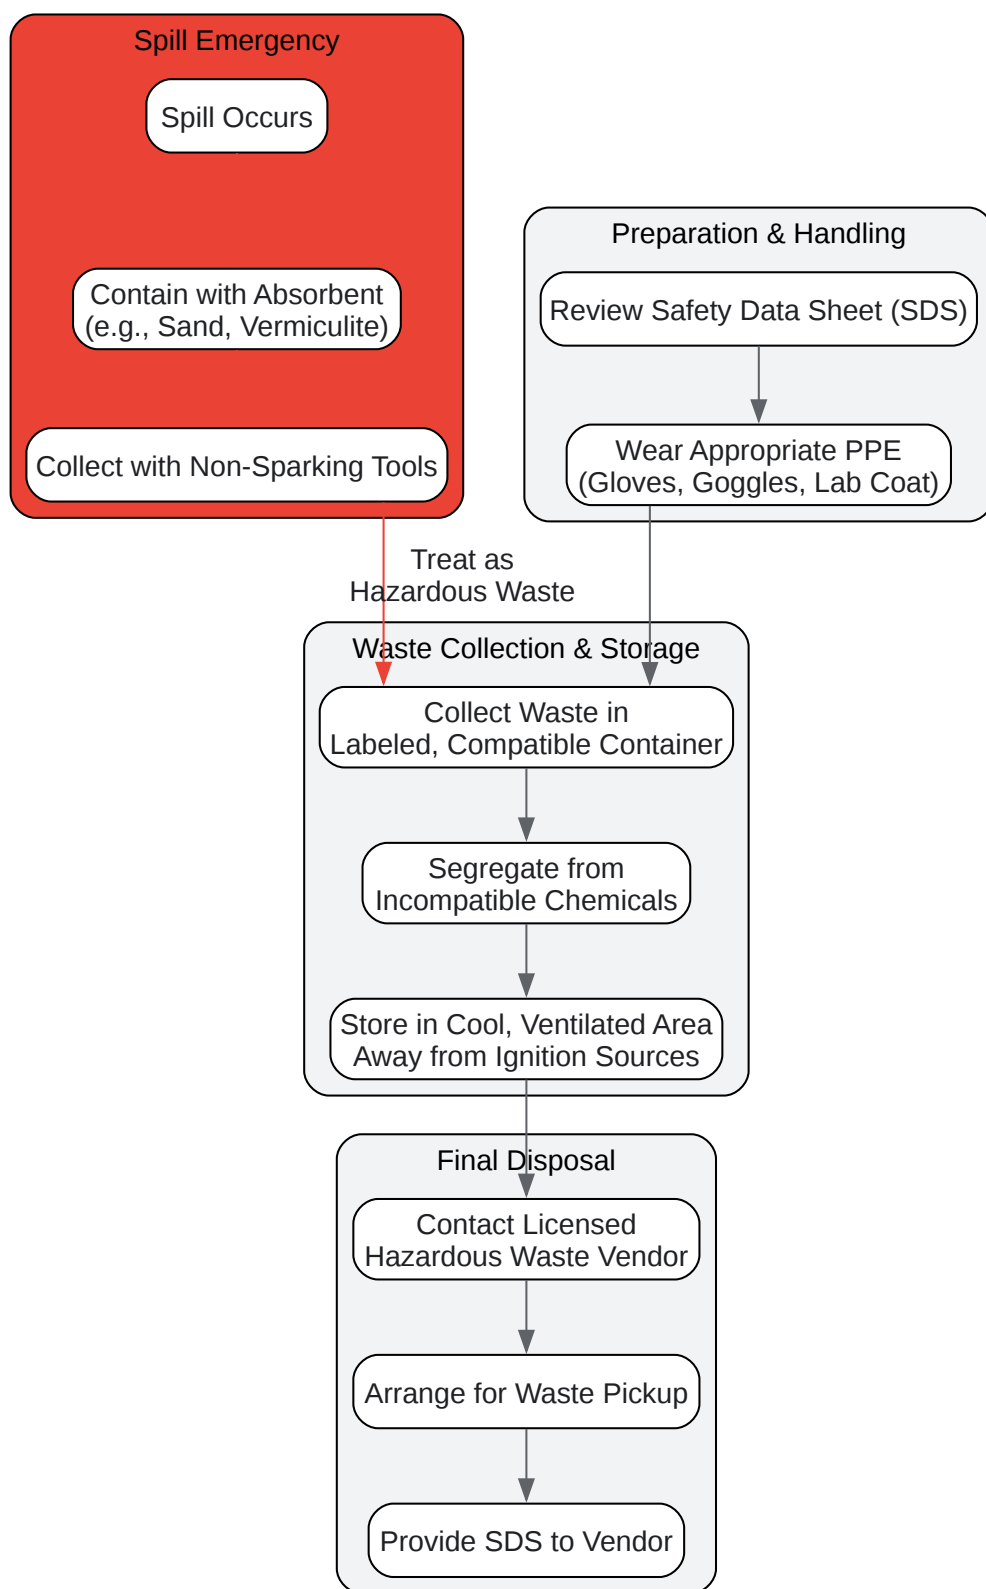 Spill Emergency
Spill Occurs
Contain with Absorbent
(e.g., Sand, Vermiculite)
Collect with Non-Sparking Tools
Preparation & Handling
Review Safety Data Sheet (SDS)
Wear Appropriate PPE
(Gloves, Goggles, Lab Coat)
Treat as
Hazardous Waste
Waste Collection & Storage
Collect Waste in
Labeled, Compatible Container
Segregate from
Incompatible Chemicals
Store in Cool, Ventilated Area
Away from Ignition Sources
Final Disposal
Contact Licensed
Hazardous Waste Vendor
Arrange for Waste Pickup
Provide SDS to Vendor